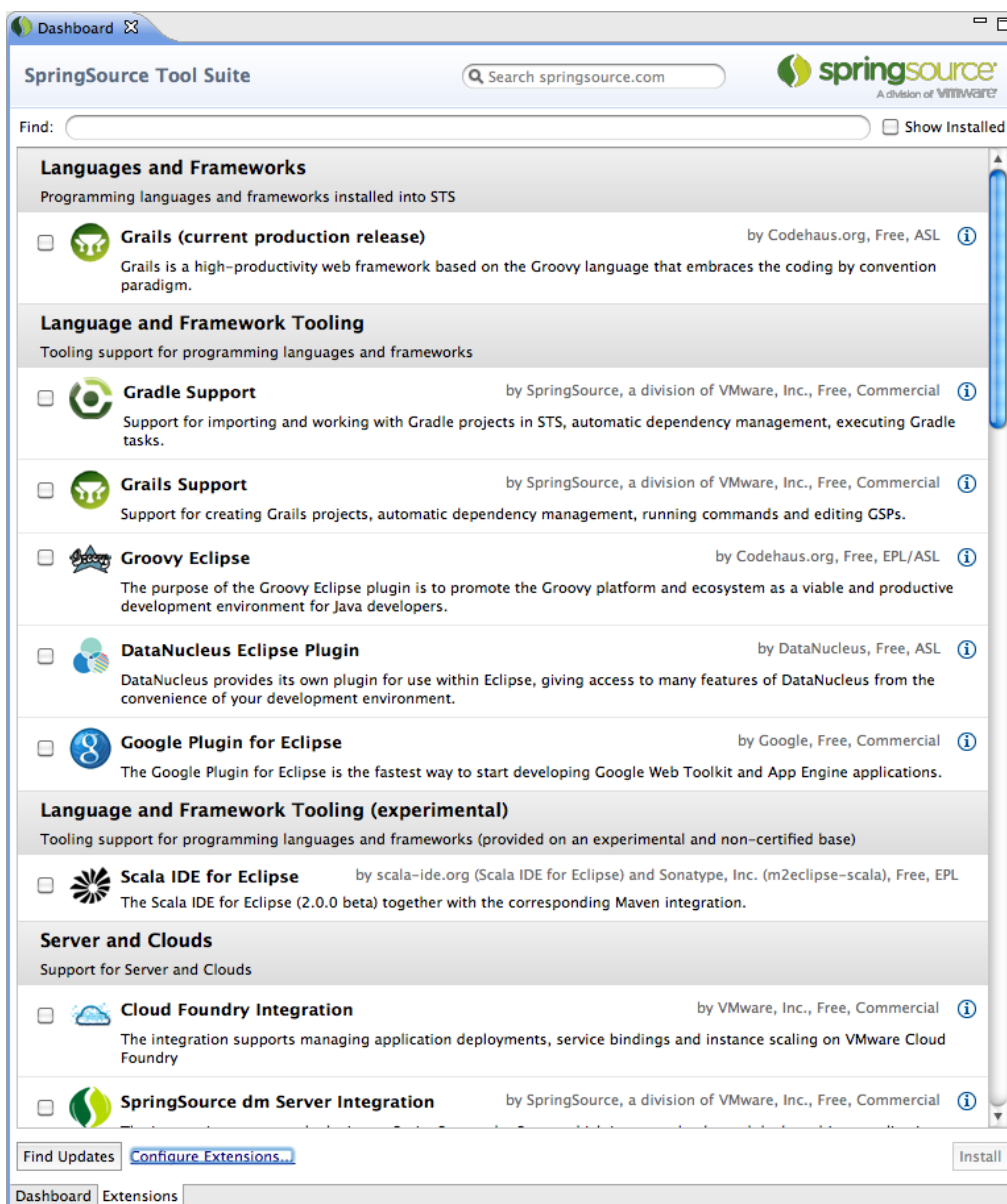 Dashboard
SpringSource Tool Suite
Search springsource.com
springsource
A division of vmware
Find:
Show Installed
Languages and Frameworks
Programming languages and frameworks installed into STS
Grails (current production release)
by Codehaus.org, Free, ASL
Grails is a high-productivity web framework based on the Groovy language that embraces the coding by convention
paradigm.
Language and Framework Tooling
Tooling support for programming languages and frameworks
Gradle Support
by SpringSource, a division of VMware, Inc., Free, Commercial
Support for importing and working with Gradle projects in STS, automatic dependency management, executing Gradle
tasks.
Grails Support
by SpringSource, a division of VMware, Inc., Free, Commercial
Support for creating Grails projects, automatic dependency management, running commands and editing GSPs.
Groovy
Groovy Eclipse
by Codehaus.org, Free, EPL/ASL
The purpose of the Groovy Eclipse plugin is to promote the Groovy platform and ecosystem as a viable and productive
development environment for Java developers.
DataNucleus Eclipse Plugin
by DataNucleus, Free, ASL
DataNucleus provides its own plugin for use within Eclipse, giving access to many features of DataNucleus from the
convenience of your development environment.
g
Google Plugin for Eclipse
by Google, Free, Commercial
The Google Plugin for Eclipse is the fastest way to start developing Google Web Toolkit and App Engine applications.
Language and Framework Tooling (experimental)
Tooling support for programming languages and frameworks (provided on an experimental and non-certified base)
Scala IDE for Eclipse
by scala-ide.org (Scala IDE for Eclipse) and Sonatype, Inc. (m2eclipse-scala), Free, EPL
The Scala IDE for Eclipse (2.0.0 beta) together with the corresponding Maven integration.
Server and Clouds
Support for Server and Clouds
Cloud Foundry Integration
by VMware, Inc., Free, Commercial
The integration supports managing application deployments, service bindings and instance scaling on VMware Cloud
Foundry
SpringSource dm Server Integration
by SpringSource, a division of VMware, Inc., Free, Commercial
Find Updates
Configure Extensions...
Install
Dashboard
Extensions